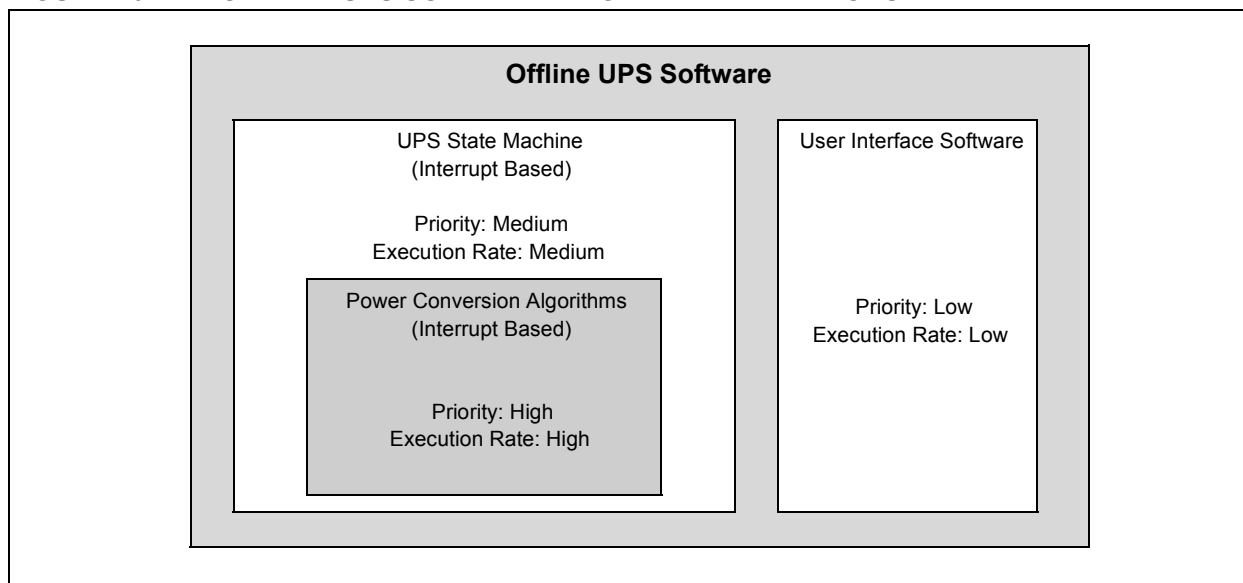 Offline UPS Software
UPS State Machine
(Interrupt Based)
Priority: Medium
Execution Rate: Medium
Power Conversion Algorithms
(Interrupt Based)
Priority: High
Execution Rate: High
User Interface Software
Priority: Low
Execution Rate: Low